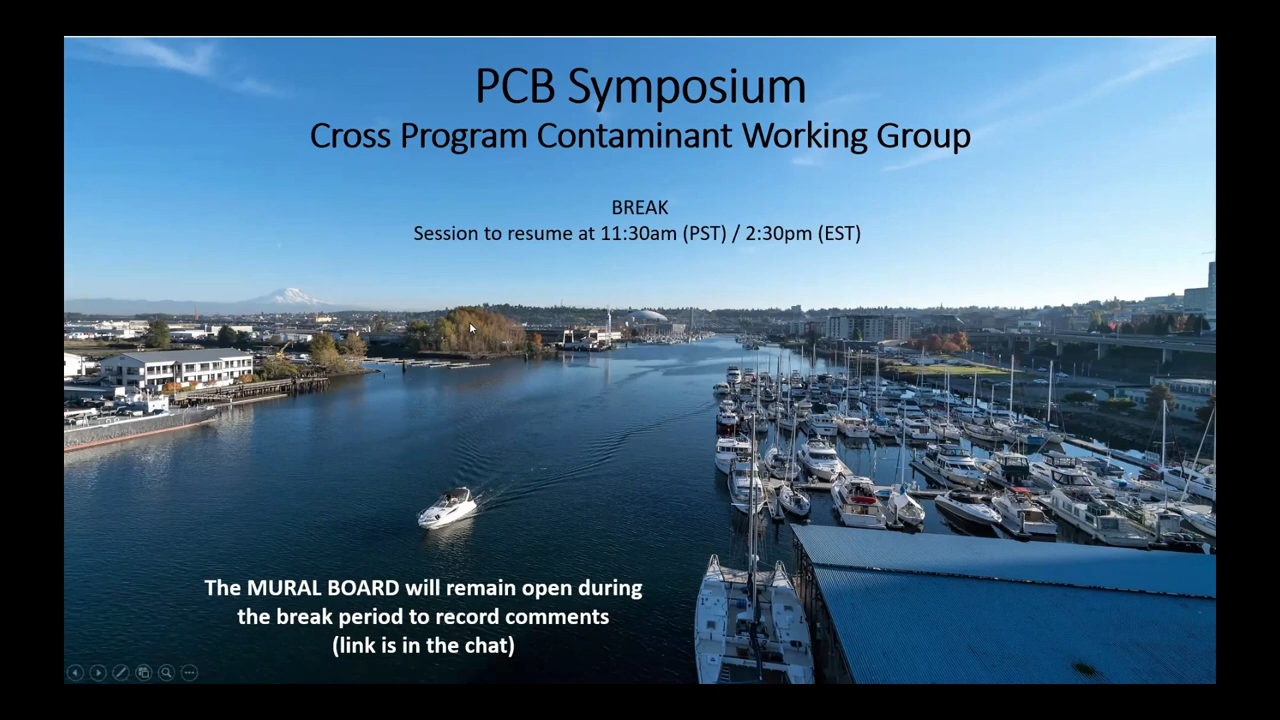 PCB Symposium
Cross Program Contaminant Working Group
BREAK
Session to resume at 11:30am (PST) / 2:30pm (EST)
The MURAL BOARD will remain open during
the break period to record comments
(link is in the chat)